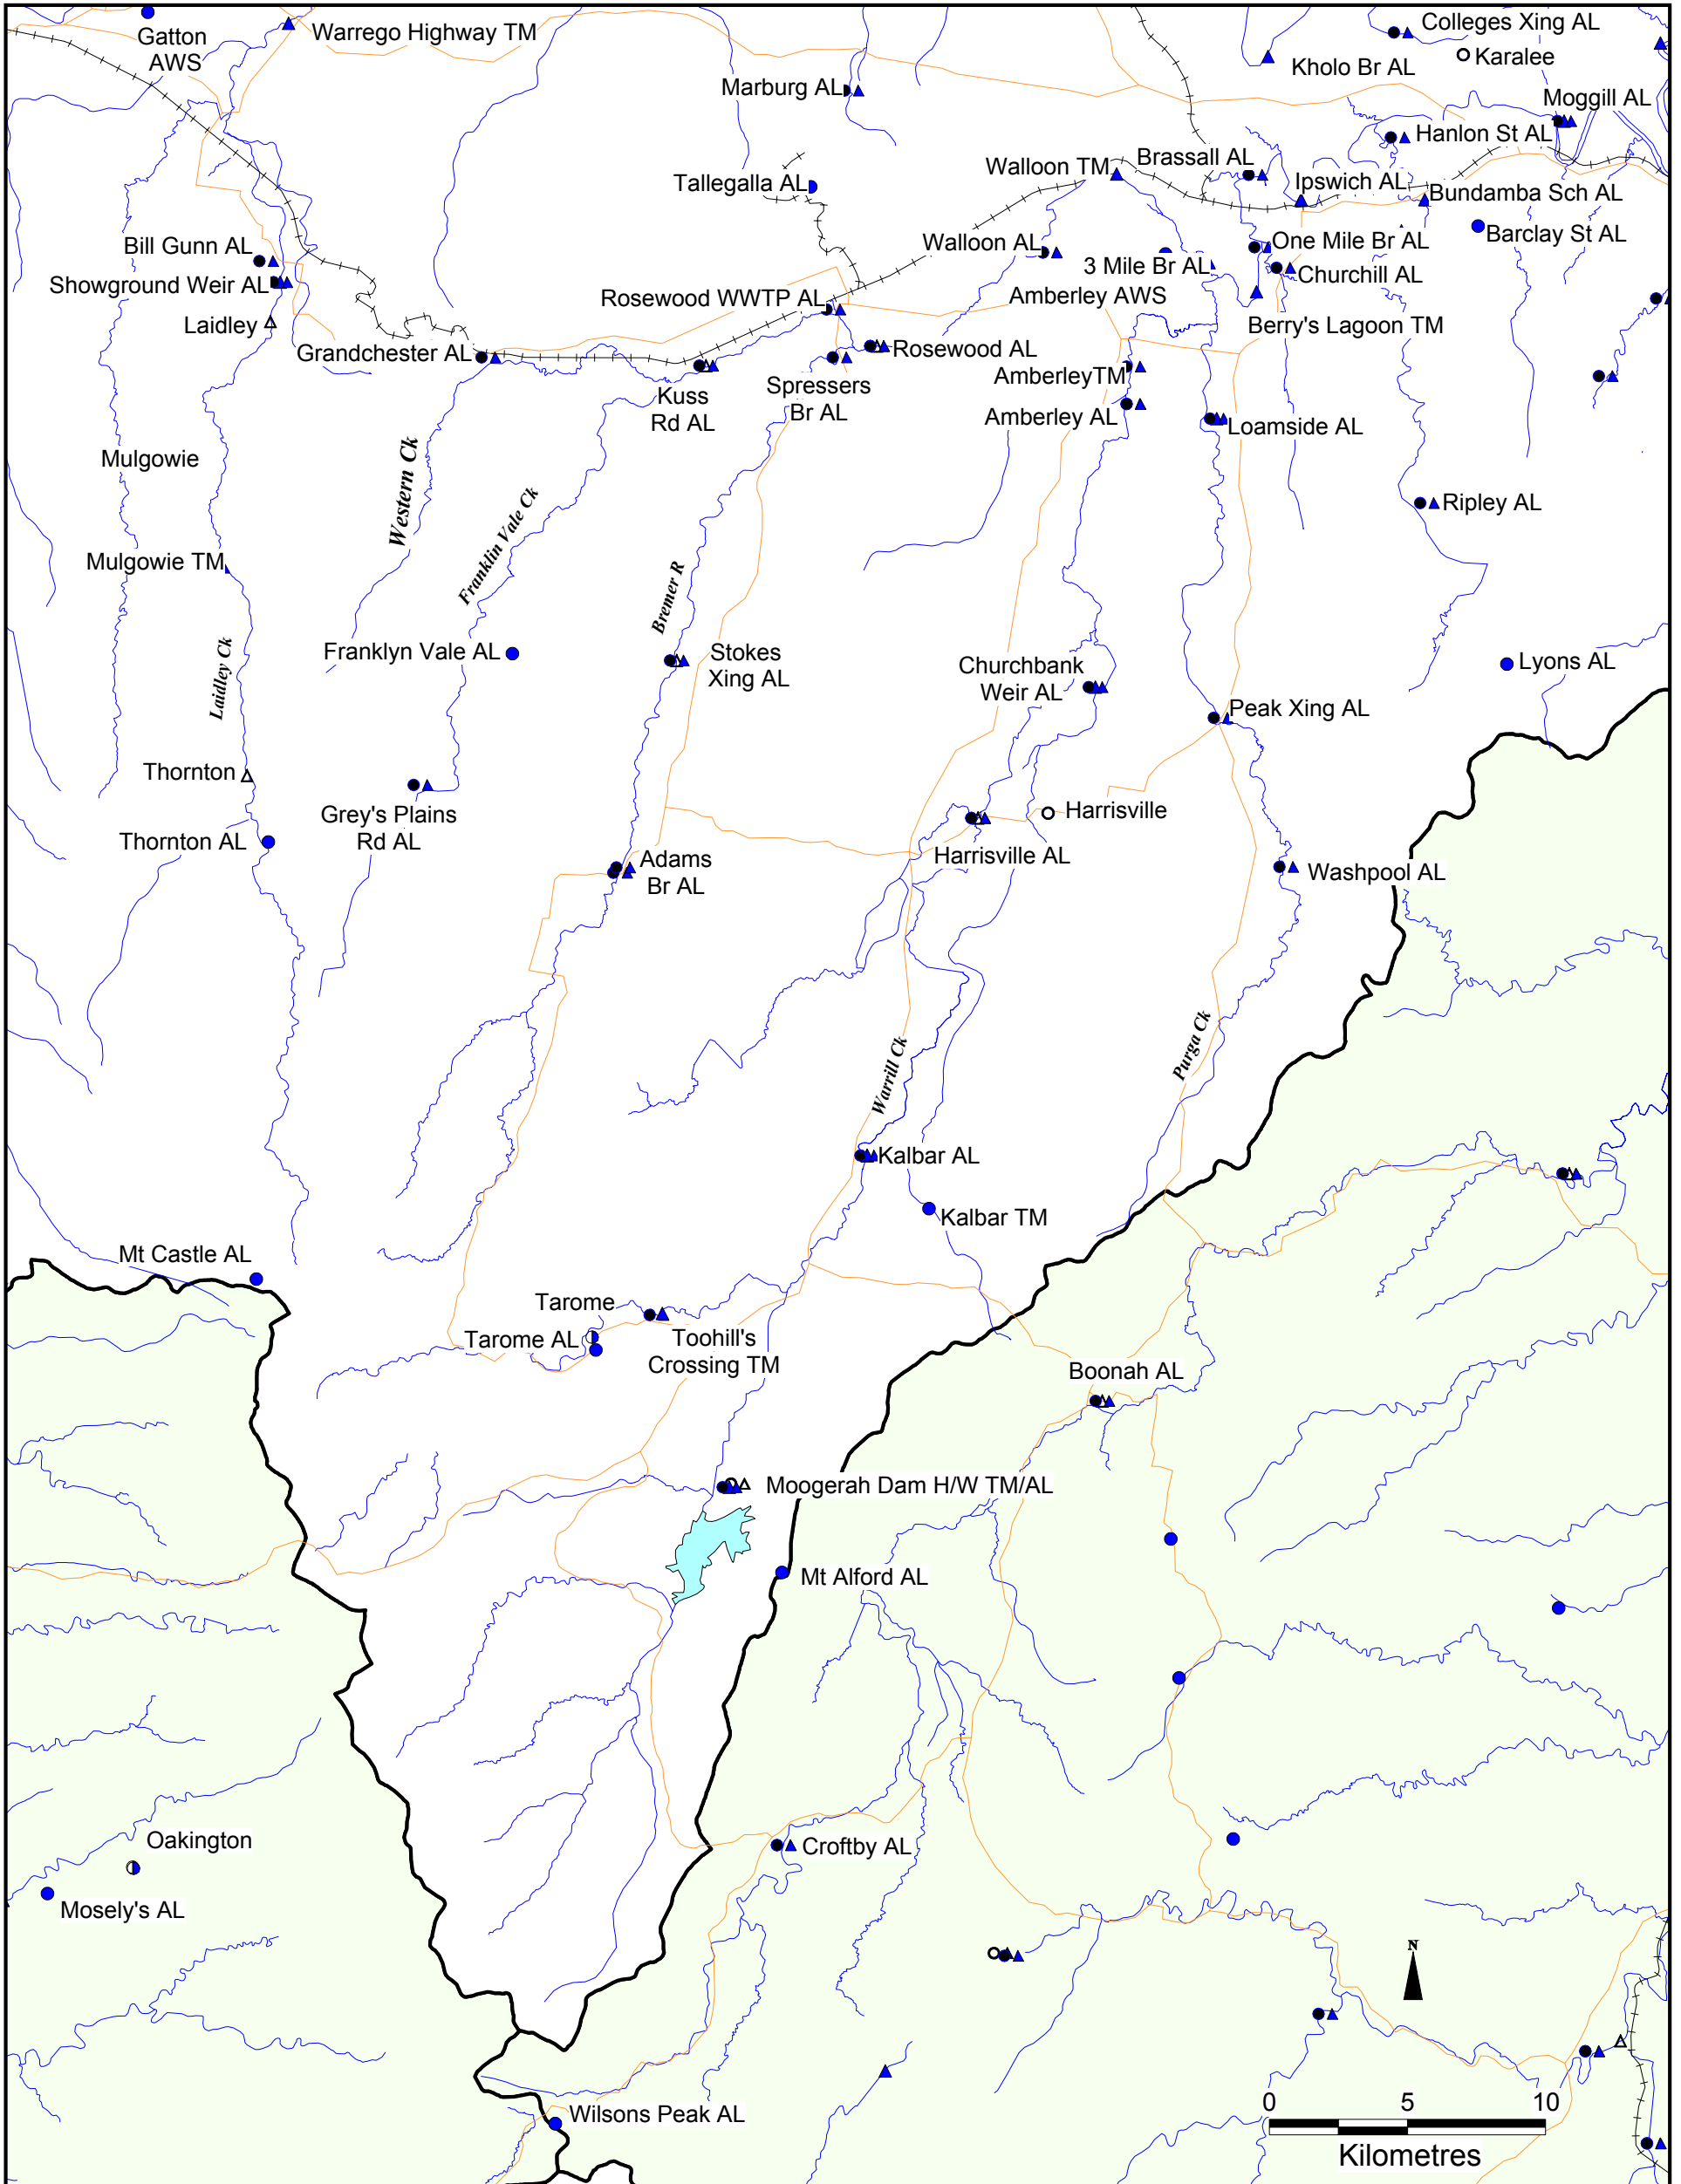 Colleges Xing AL
Gatton
AWS
Warrego Highway TM
Karalee
Kholo Br AL
Marburg AL
Moggill AL
Hanlon St AL
Brassall AL
Walloon TM
Tallegalla AL
Ipswich AL
Bundamba Sch AL
Barclay St AL
Bill Gunn AL
Walloon AL
One Mile Br AL
3 Mile Br AL
Churchill AL
Showground Weir AL
Rosewood WWTP AL
Amberley AWS
Laidley
Berry's Lagoon TM
Grandchester AL
Rosewood AL
AmberleyTM
Spressers
Br AL
Kuss
Rd AL
Amberley AL
Loamside AL
Mulgowie
Western Ck
Ripley AL
Franklin Vale Ck
Mulgowie TM
Bremer R
Franklyn Vale AL
Stokes
Xing AL
Lyons AL
Churchbank
Weir AL
Laidley Ck
Peak Xing AL
Thornton
Grey's Plains
Rd AL
Harrisville
Thornton AL
Harrisville AL
Adams
Br AL
Washpool AL
Purga Ck
Warrill Ck
Kalbar AL
Kalbar TM
Mt Castle AL
Tarome
Tarome AL
Toohill's
Crossing TM
Boonah AL
Moogerah Dam H/W TM/AL
Mt Alford AL
Oakington
Croftby AL
Mosely's AL
N
0 5 10
Wilsons Peak AL
Kilometres